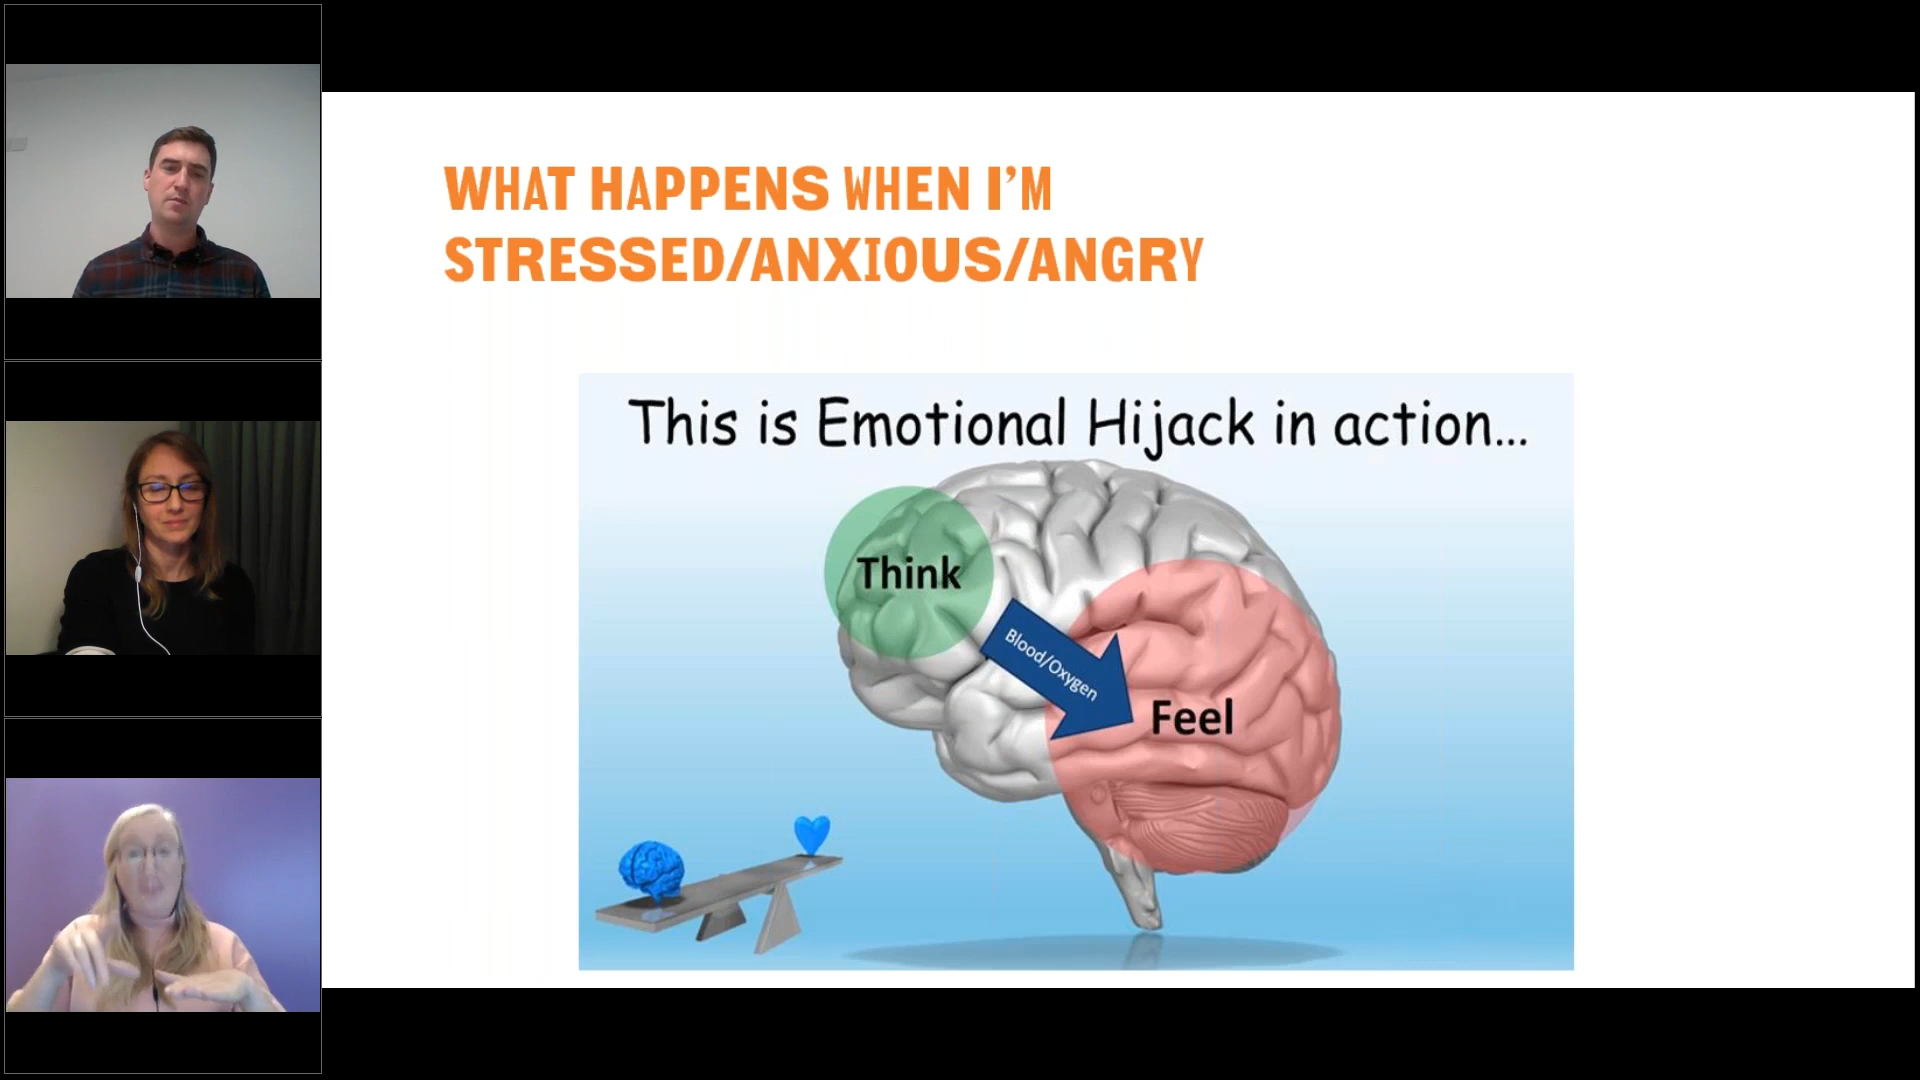 WHAT HAPPENS WHEN I'M
STRESSED/ANXIOUS/ANGRY
This is Emotional Hijack in action...
Think
Blood/Oxygen
Feel